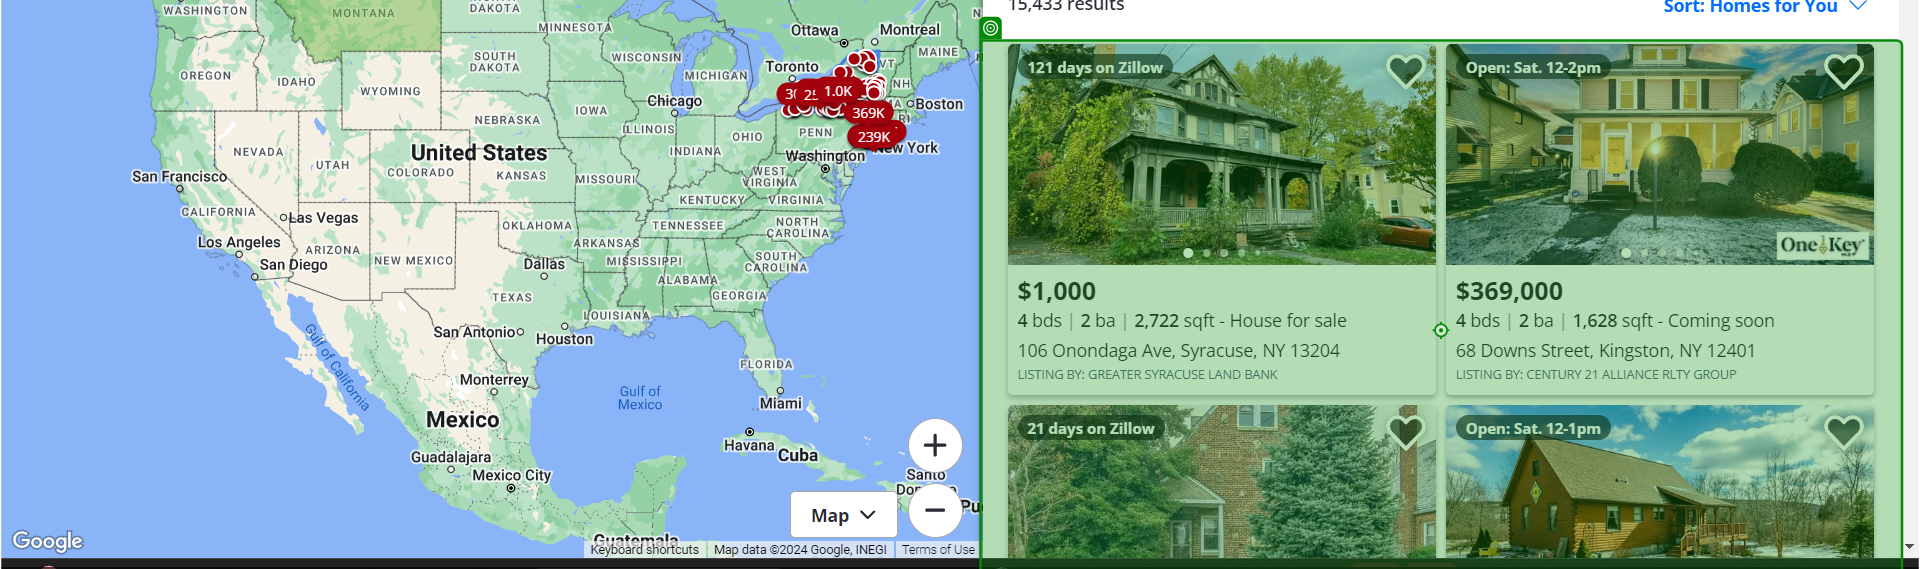 15,433 results
Sort: Homes for You
WASHINGTON
MONTANA
DAKOTA
MINNESOTA
Ottawa
Montreal
MAINE
OREGON
IDAHO
SOUTH
DAKOTA
WISCONSIN
MICHIGAN
Toronto
VT
NH
WYOMING
Chicago
IOWA
NEBRASKA
ILLINOIS
INDIANA
OHIO
PENN
MA
RI
Boston
30
25
1.0K
369K
239K
New York
Washington
NEVADA
UTAH
COLORADO
United States
KANSAS
MISSOURI
WEST
VIRGINIA
KENTUCKY
VIRGINIA
San Francisco
CALIFORNIA
Las Vegas
Los Angeles
San Diego
ARIZONA
NEW MEXICO
OKLAHOMA
ARKANSAS
TENNESSEE
NORTH
CAROLINA
SOUTH
CAROLINA
MISSISSIPPI
ALABAMA
GEORGIA
Dallas
TEXAS
LOUISIANA
San Antonio
Houston
FLORIDA
Gulf of California
Monterrey
Gulf of
Mexico
Miami
Mexico
Havana
Cuba
Guadalajara
Mexico City
Santo
Guatemala
Map
Google
Keyboard shortcuts
Map data ©2024 Google, INEGI
Terms of Use
121 days on Zillow
$1,000
4 bds | 2 ba | 2,722 sqft - House for sale
106 Onondaga Ave, Syracuse, NY 13204
LISTING BY: GREATER SYRACUSE LAND BANK
Open: Sat. 12-2pm
One Key
$369,000
4 bds | 2 ba | 1,628 sqft - Coming soon
68 Downs Street, Kingston, NY 12401
LISTING BY: CENTURY 21 ALLIANCE RLTY GROUP
21 days on Zillow
Open: Sat. 12-1pm